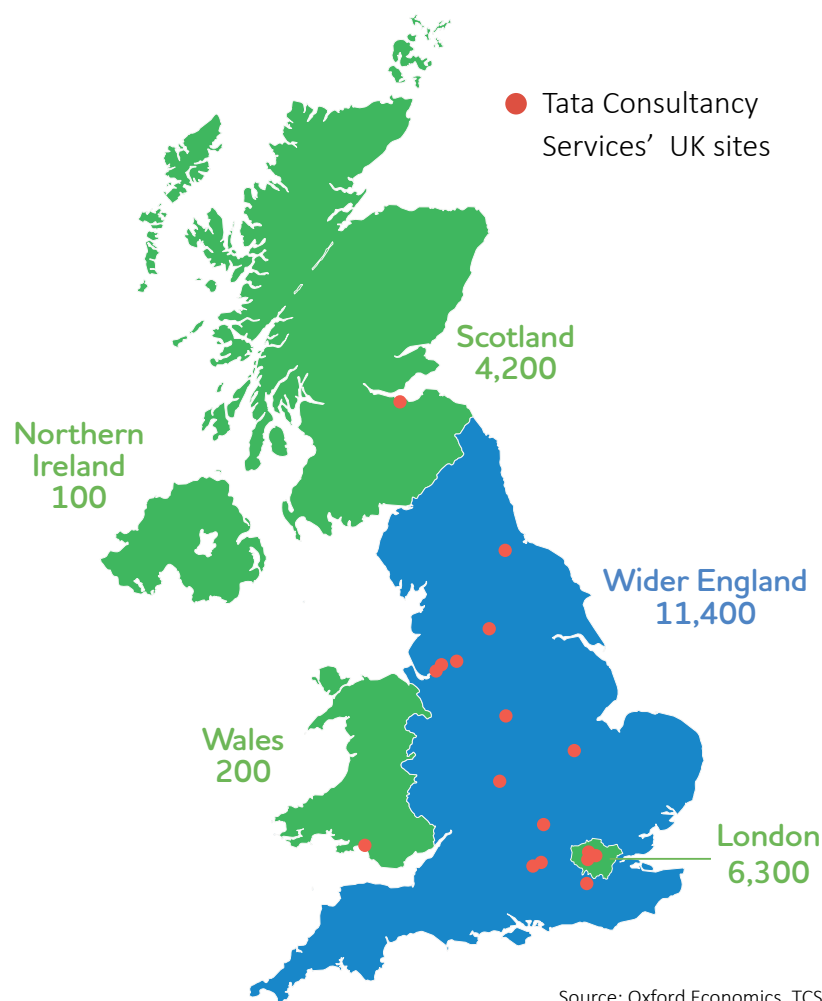 Tata Consultancy
Services’ UK sites
Scotland
4,200
Northern
Ireland
100
Wider England
11,400
Wales
200
London
6,300
Source: Oxford Economics, TCS